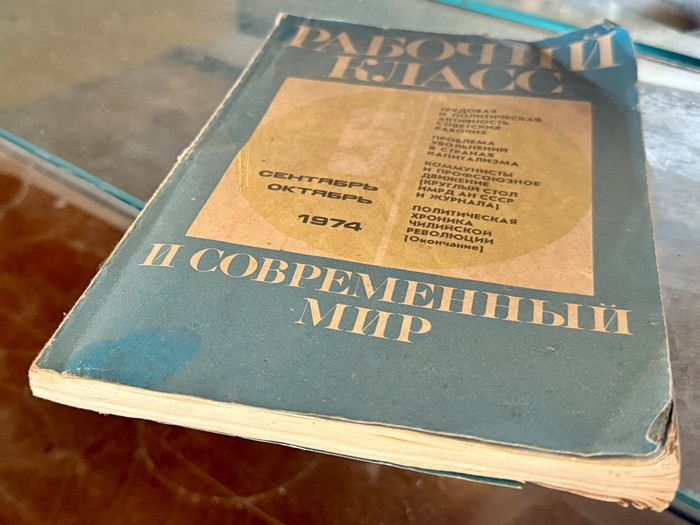 РАБОЧИЙ
КЛАСС
СЕНТЯБРЬ
ОКТЯБРЬ
1974
ТРУДОВАЯ
И ПОЛИТИЧЕСКАЯ
АКТИВНОСТЬ
СОВЕТСКИХ
РАБОЧИХ
ПРОБЛЕМА
УВОЛЬНЕНИЙ
В СТРАНАХ
КАПИТАЛИЗМА
КОММУНИСТЫ
И ПРОФСОЮЗНОЕ
ДВИЖЕНИЕ
(КРУГЛЫЙ СТОЛ
ИМРД АН СССР
И ЖУРНАЛА)
ПОЛИТИЧЕСКАЯ
ХРОНИКА
ЧИЛИЙСКОЙ
РЕВОЛЮЦИИ
(Окончание)
И СОВРЕМЕННЫЙ
МИР